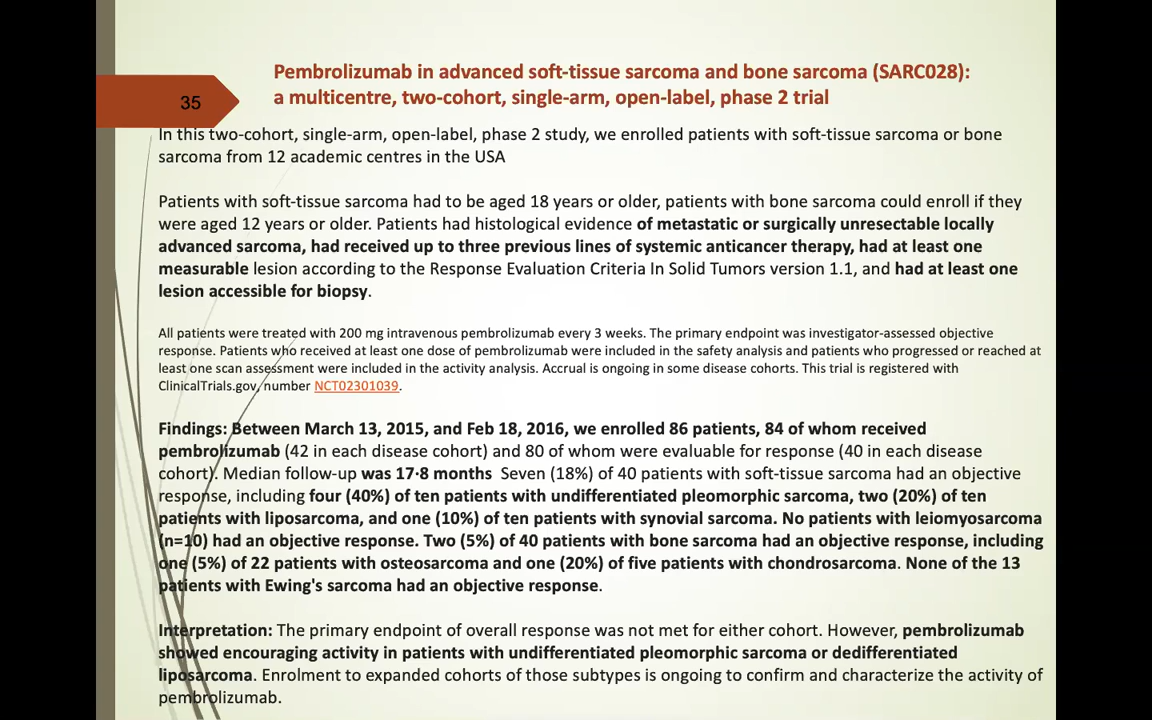 Pembrolizumab in advanced soft-tissue sarcoma and bone sarcoma (SARC028):
a multicentre, two-cohort, single-arm, open-label, phase 2 trial
35
In this two-cohort, single-arm, open-label, phase 2 study, we enrolled patients with soft-tissue sarcoma or bone
sarcoma from 12 academic centres in the USA
Patients with soft-tissue sarcoma had to be aged 18 years or older, patients with bone sarcoma could enroll if they
were aged 12 years or older. Patients had histological evidence of metastatic or surgically unresectable locally
advanced sarcoma, had received up to three previous lines of systemic anticancer therapy, had at least one
measurable lesion according to the Response Evaluation Criteria In Solid Tumors version 1.1, and had at least one
lesion accessible for biopsy.
All patients were treated with 200 mg intravenous pembrolizumab every 3 weeks. The primary endpoint was investigator-assessed objective
response. Patients who received at least one dose of pembrolizumab were included in the safety analysis and patients who progressed or reached at
least one scan assessment were included in the activity analysis. Accrual is ongoing in some disease cohorts. This trial is registered with
ClinicalTrials.gov, number NCT02301039.
Findings: Between March 13, 2015, and Feb 18, 2016, we enrolled 86 patients, 84 of whom received
pembrolizumab (42 in each disease cohort) and 80 of whom were evaluable for response (40 in each disease
cohort). Median follow-up was 17·8 months Seven (18%) of 40 patients with soft-tissue sarcoma had an objective
response, including four (40%) of ten patients with undifferentiated pleomorphic sarcoma, two (20%) of ten
patients with liposarcoma, and one (10%) of ten patients with synovial sarcoma. No patients with leiomyosarcoma
(n=10) had an objective response. Two (5%) of 40 patients with bone sarcoma had an objective response, including
one (5%) of 22 patients with osteosarcoma and one (20%) of five patients with chondrosarcoma. None of the 13
patients with Ewing's sarcoma had an objective response.
Interpretation: The primary endpoint of overall response was not met for either cohort. However, pembrolizumab
showed encouraging activity in patients with undifferentiated pleomorphic sarcoma or dedifferentiated
liposarcoma. Enrolment to expanded cohorts of those subtypes is ongoing to confirm and characterize the activity of
pembrolizumab.